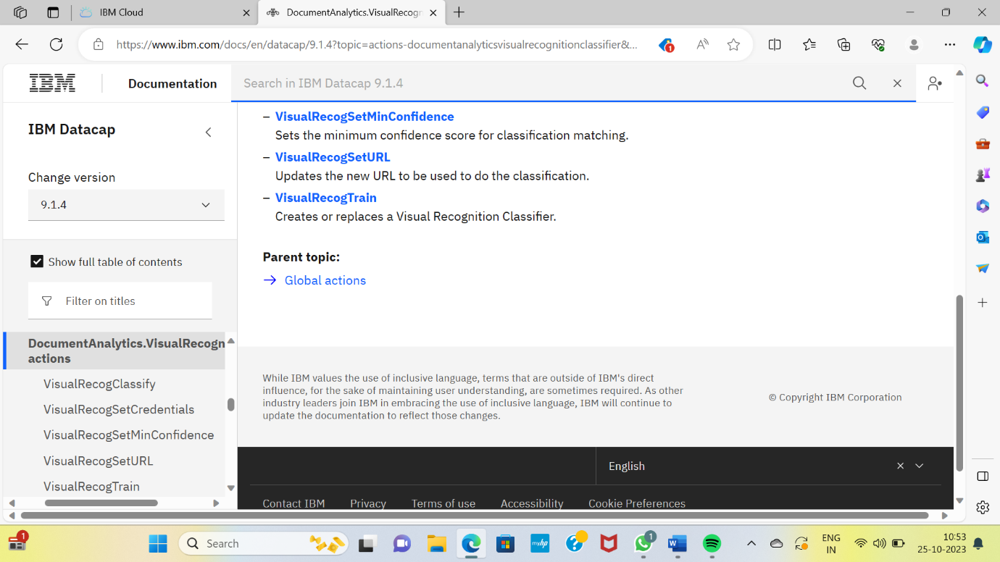 IBM Cloud
DocumentAnalytics.VisualRecogn
https://www.ibm.com/docs/en/datacap/9.1.4?topic=actions-documentanalyticsvisualrecognitionclassifier&...
1
IBM
Documentation
Search in IBM Datacap 9.1.4
IBM Datacap
Change version
9.1.4
Show full table of contents
Filter on titles
DocumentAnalytics.VisualRecogn
actions
VisualRecogClassify
VisualRecogSetCredentials
VisualRecogSetMinConfidence
VisualRecogSetURL
VisualRecogTrain
– VisualRecogSetMinConfidence
Sets the minimum confidence score for classification matching.
– VisualRecogSetURL
Updates the new URL to be used to do the classification.
– VisualRecogTrain
Creates or replaces a Visual Recognition Classifier.
Parent topic:
→ Global actions
While IBM values the use of inclusive language, terms that are outside of IBM's direct
influence, for the sake of maintaining user understanding, are sometimes required. As other
industry leaders join IBM in embracing the use of inclusive language, IBM will continue to
update the documentation to reflect those changes.
© Copyright IBM Corporation
English
Contact IBM Privacy Terms of use Accessibility Cookie Preferences
1
Search
myhp
1
ENG
IN
10:53
25-10-2023